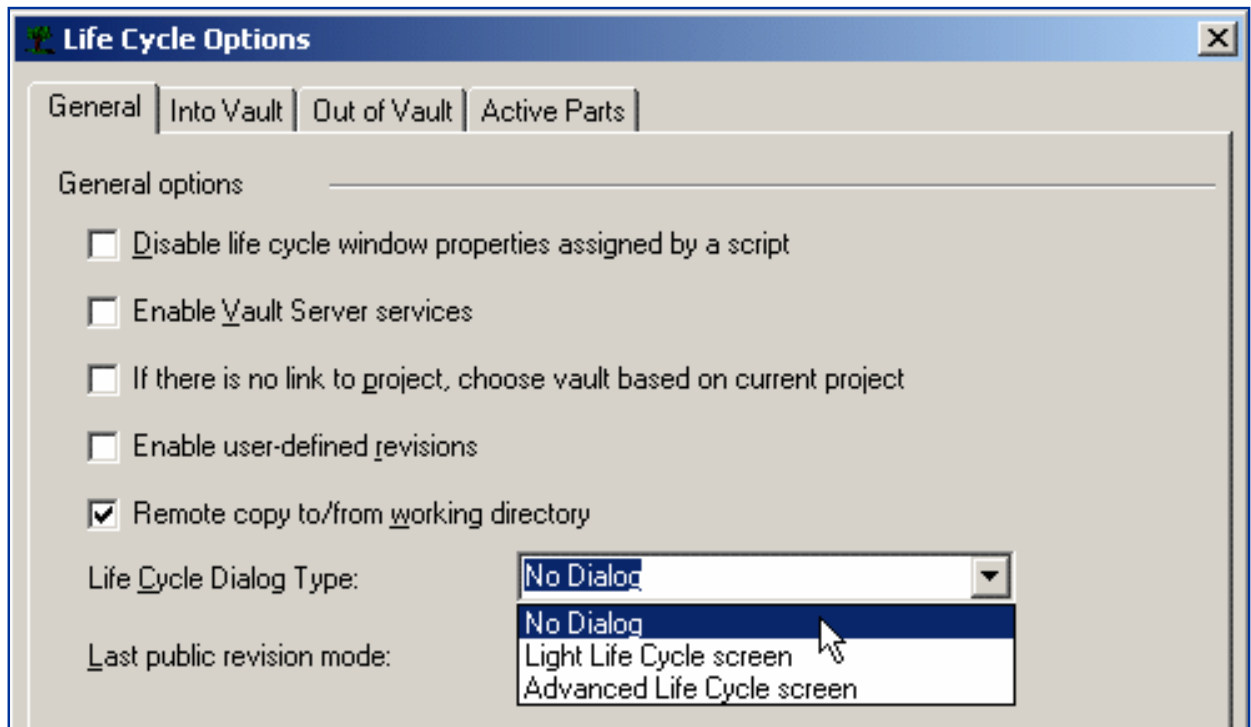 Life Cycle Options
General Into Vault Out of Vault Active Parts
General options
Disable life cycle window properties assigned by a script
Enable Vault Server services
If there is no link to project, choose vault based on current project
Enable user-defined revisions
Remote copy to/from working directory
Life Cycle Dialog Type: No Dialog
No Dialog
Last public revision mode: Light Life Cycle screen
Advanced Life Cycle screen